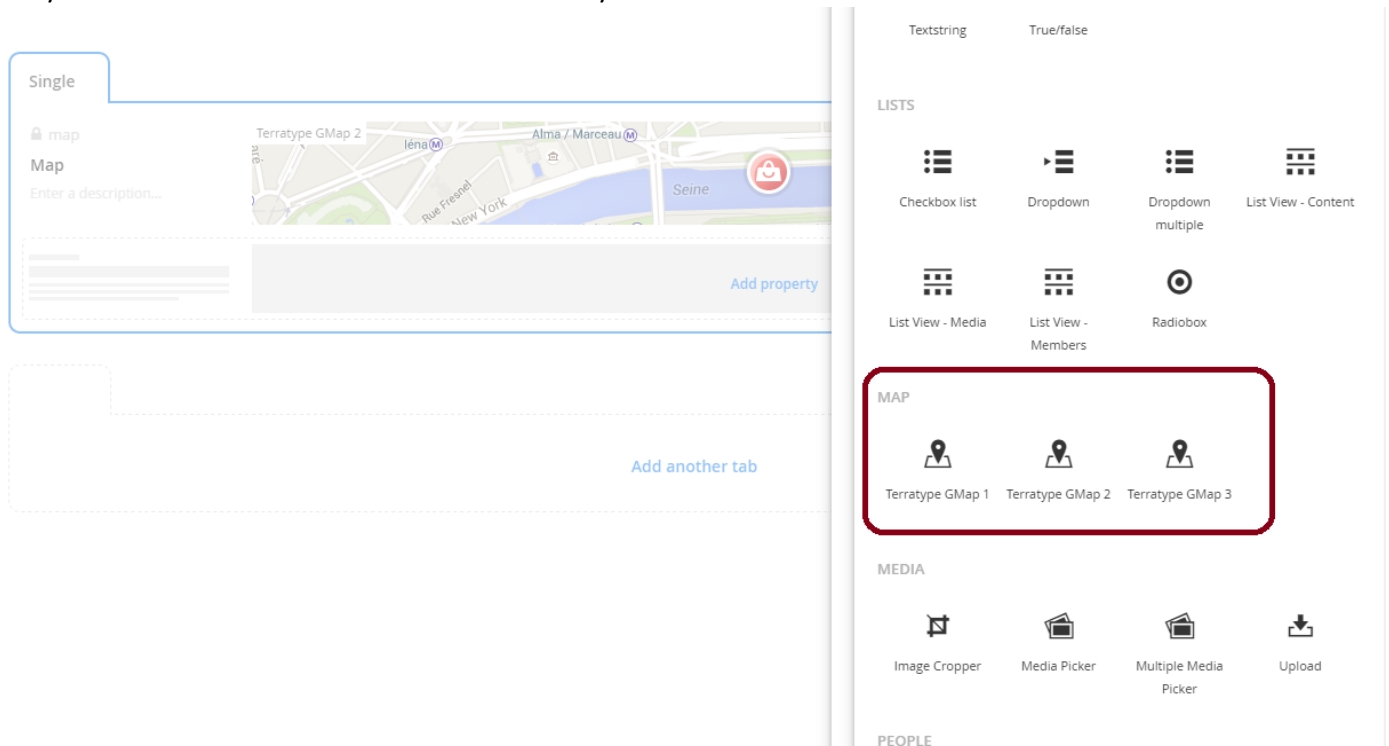 Textstring
True/false
Single
LISTS
map
Terratype GMap 2
Iéna M
Alma / Marceau M
Map
Enter a description...
Rue Fresnel
New York
Seine
Checkbox list
Dropdown
Dropdown
multiple
List View - Content
Add property
List View - Media
List View -
Members
Radiobox
MAP
Add another tab
Terratype GMap 1
Terratype GMap 2
Terratype GMap 3
MEDIA
Image Cropper
Media Picker
Multiple Media
Picker
Upload
PEOPLE